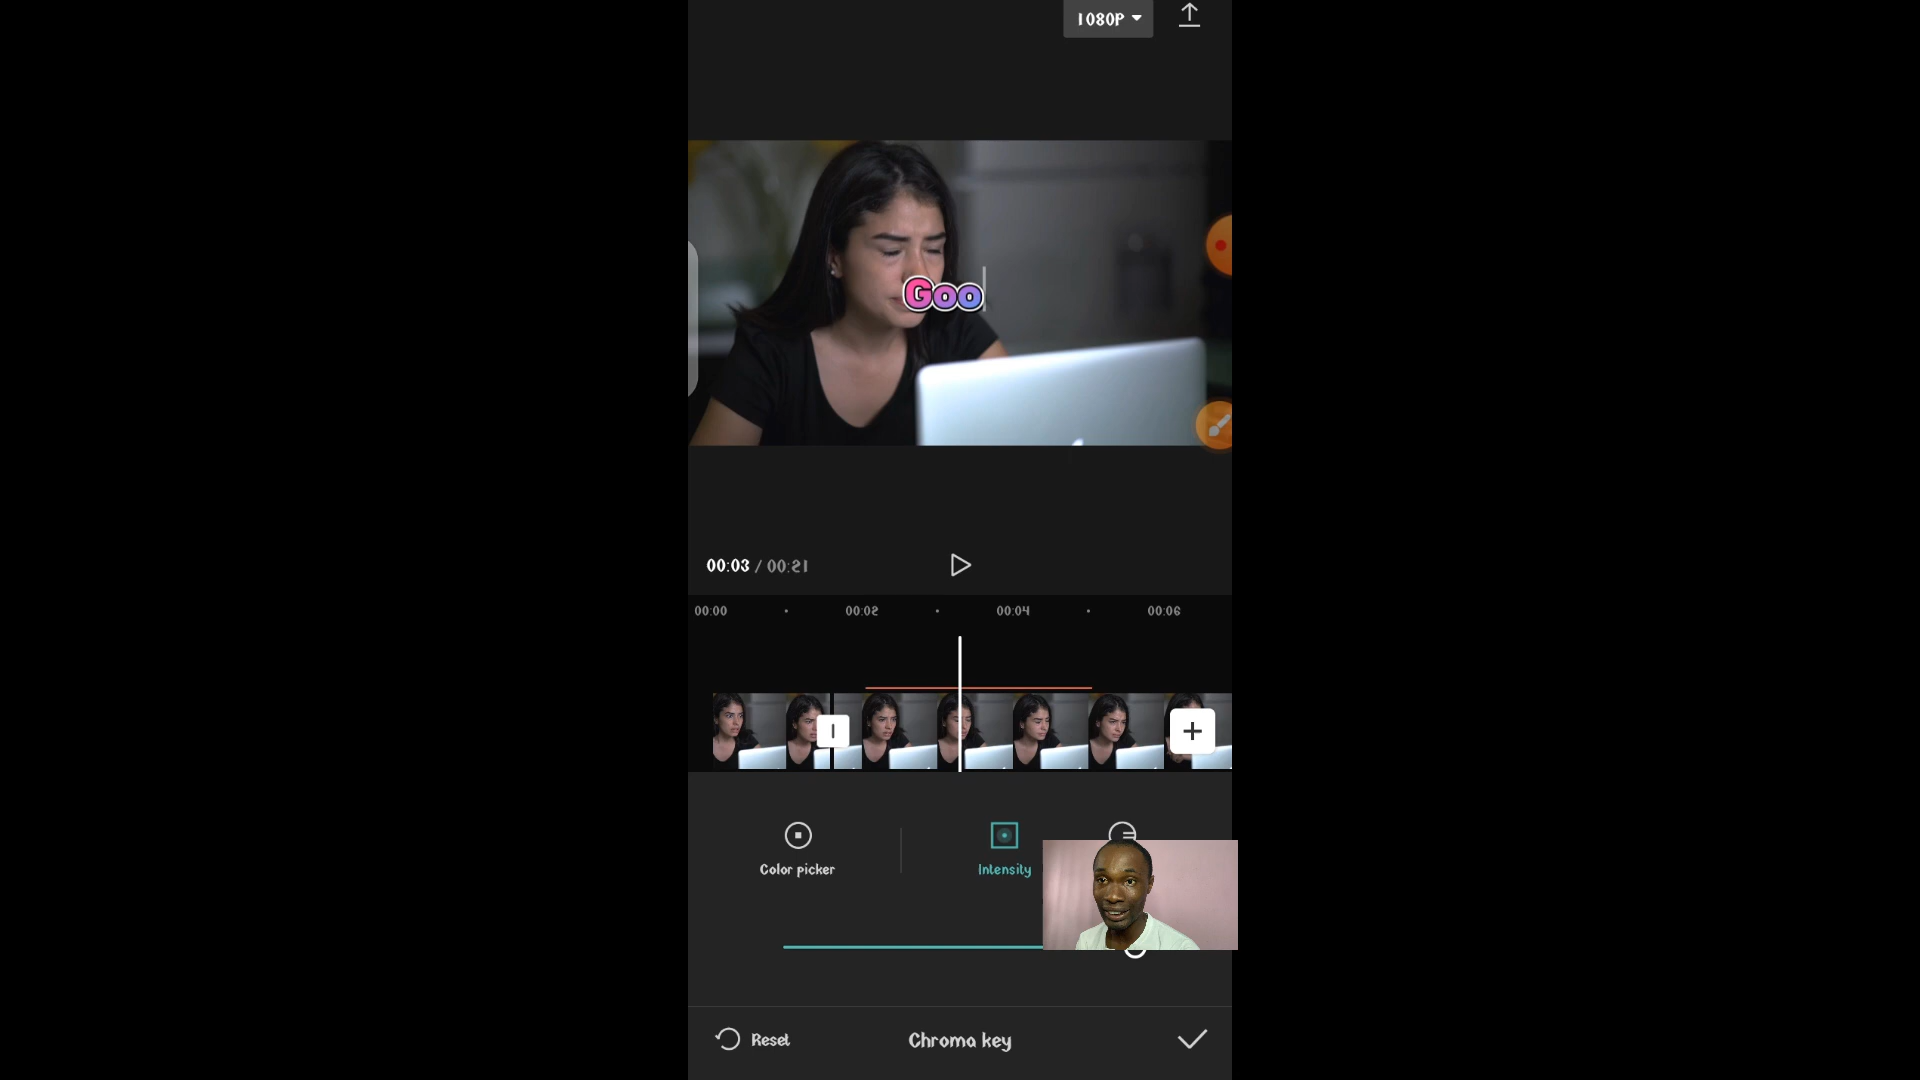 1080P
Goo
00:03 / 00:21
00:00 00:02 00:04 00:06
Color picker
Intensity
Reset
Chroma key